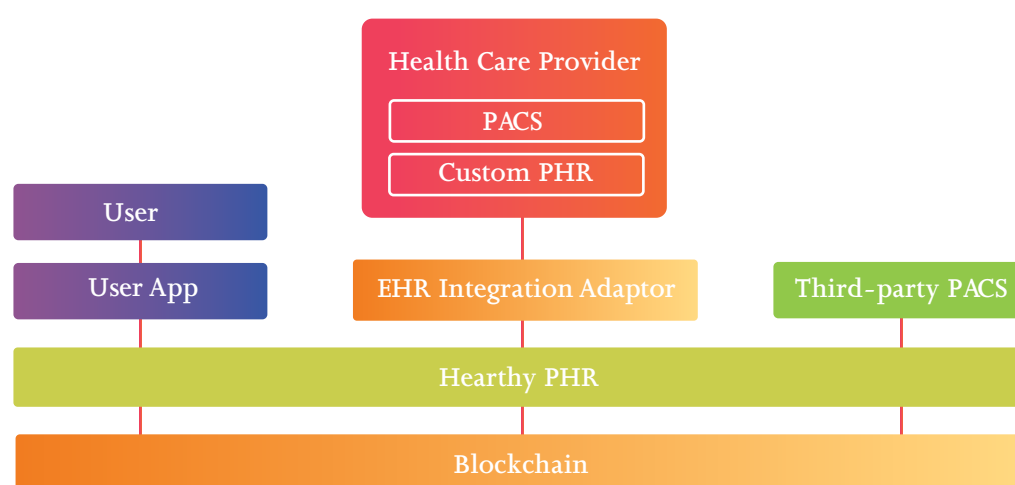 Health Care Provider
PACS
Custom PHR
User
User App
EHR Integration Adaptor
Third-party PACS
Hearthy PHR
Blockchain